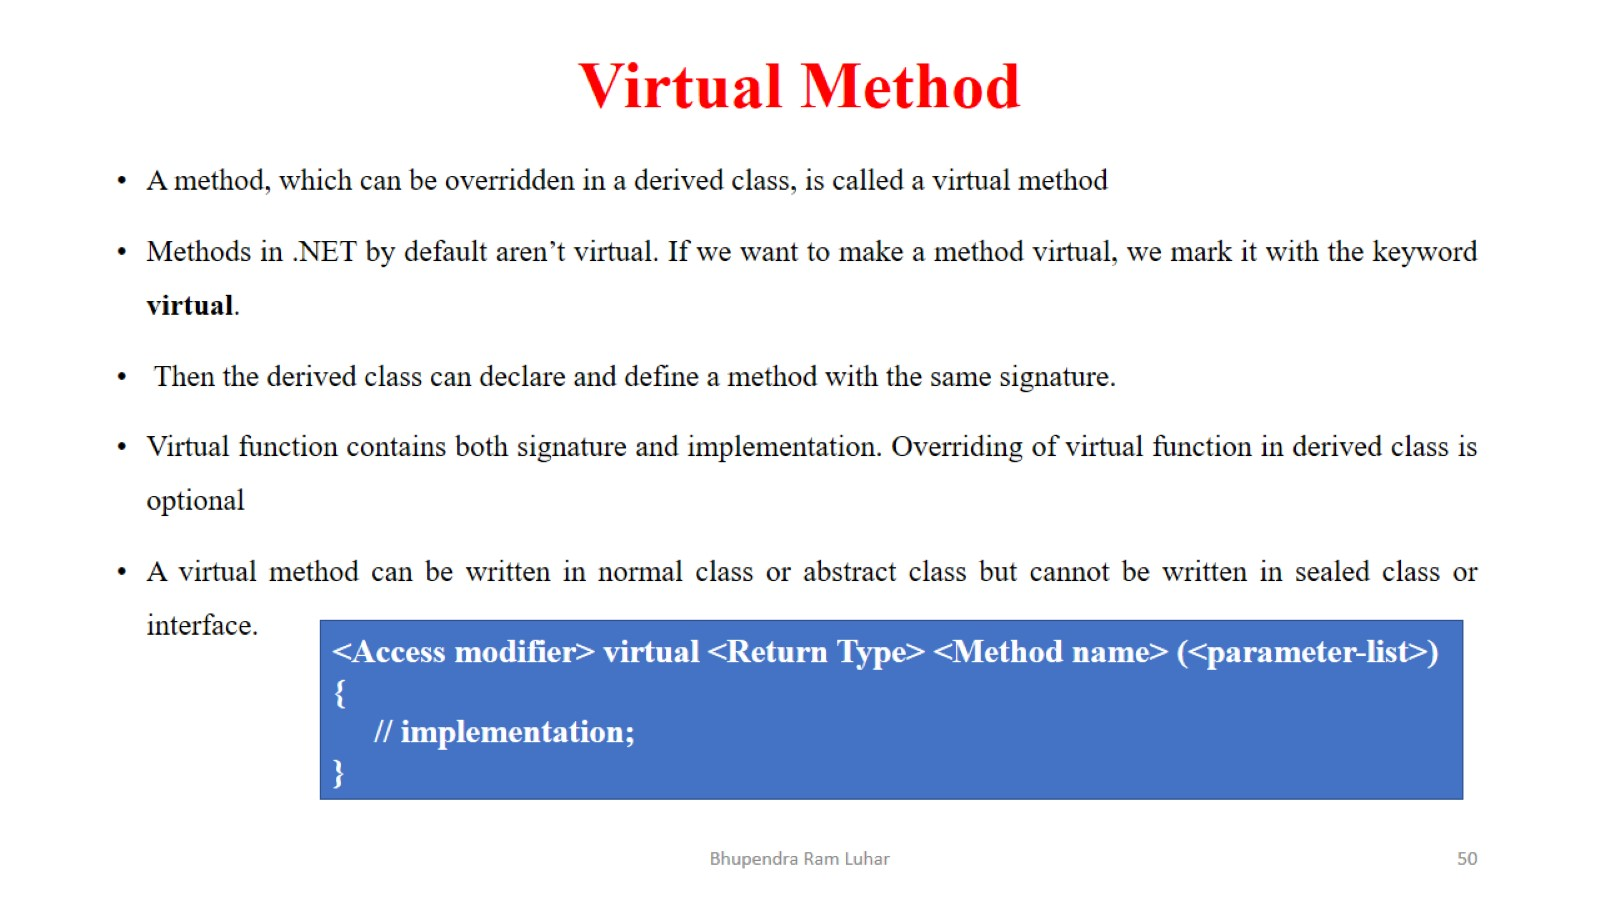 Virtual Method
• A method, which can be overridden in a derived class, is called a virtual method
• Methods in .NET by default aren’t virtual. If we want to make a method virtual, we mark it with the keyword
virtual.
• Then the derived class can declare and define a method with the same signature.
• Virtual function contains both signature and implementation. Overriding of virtual function in derived class is
optional
• A virtual method can be written in normal class or abstract class but cannot be written in sealed class or
interface.
<Access modifier> virtual <Return Type> <Method name> (<parameter-list>)
{
// implementation;
}
Bhupendra Ram Luhar
50